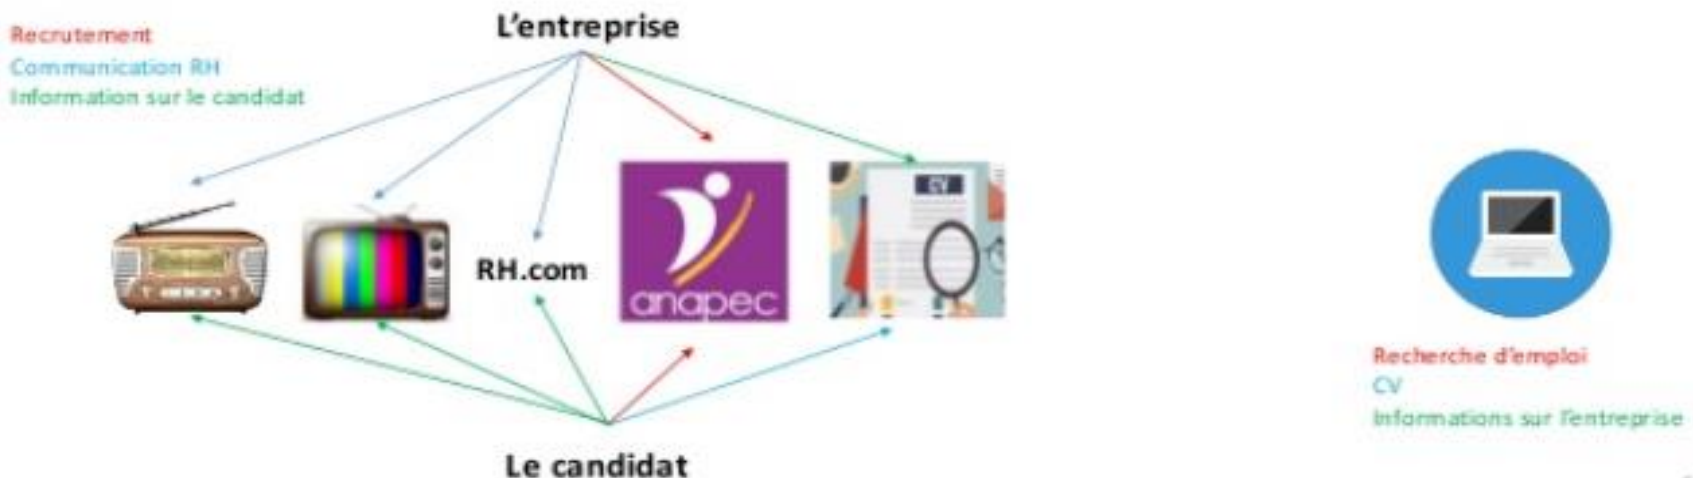 L'entreprise
Recrutement
Communication RH
Information sur le candidat
CV
RH.com
anapec
Recherche d'emploi
CV
Informations sur l'entreprise
Le candidat